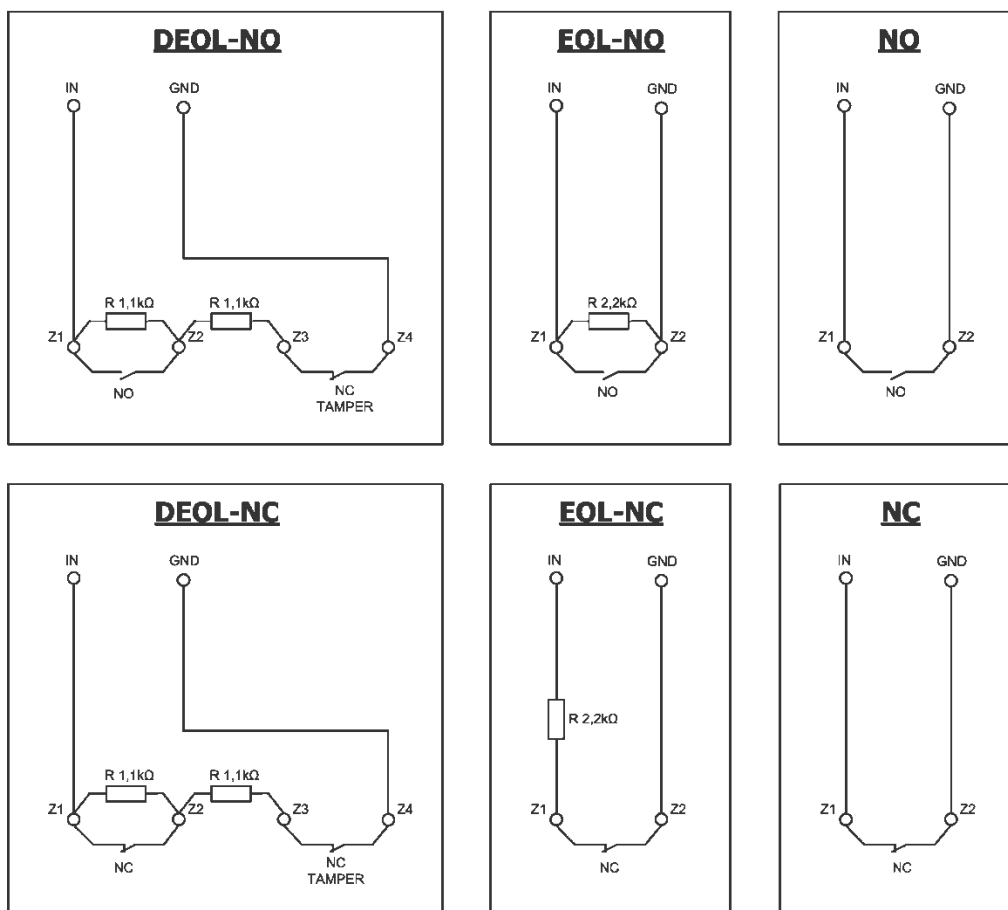 DEOL-NO
IN
GND
R 1,1kΩ
R 1,1kΩ
Z1
Z2
Z3
Z4
NO
NC
TAMPER
EOL-NO
IN
GND
R 2,2kΩ
Z1
Z2
NO
NO
IN
GND
Z1
Z2
NO
DEOL-NC
IN
GND
R 1,1kΩ
R 1,1kΩ
Z1
Z2
Z3
Z4
NC
NC
TAMPER
EOL-NC
IN
GND
R 2,2kΩ
Z1
Z2
NC
NC
IN
GND
Z1
Z2
NC